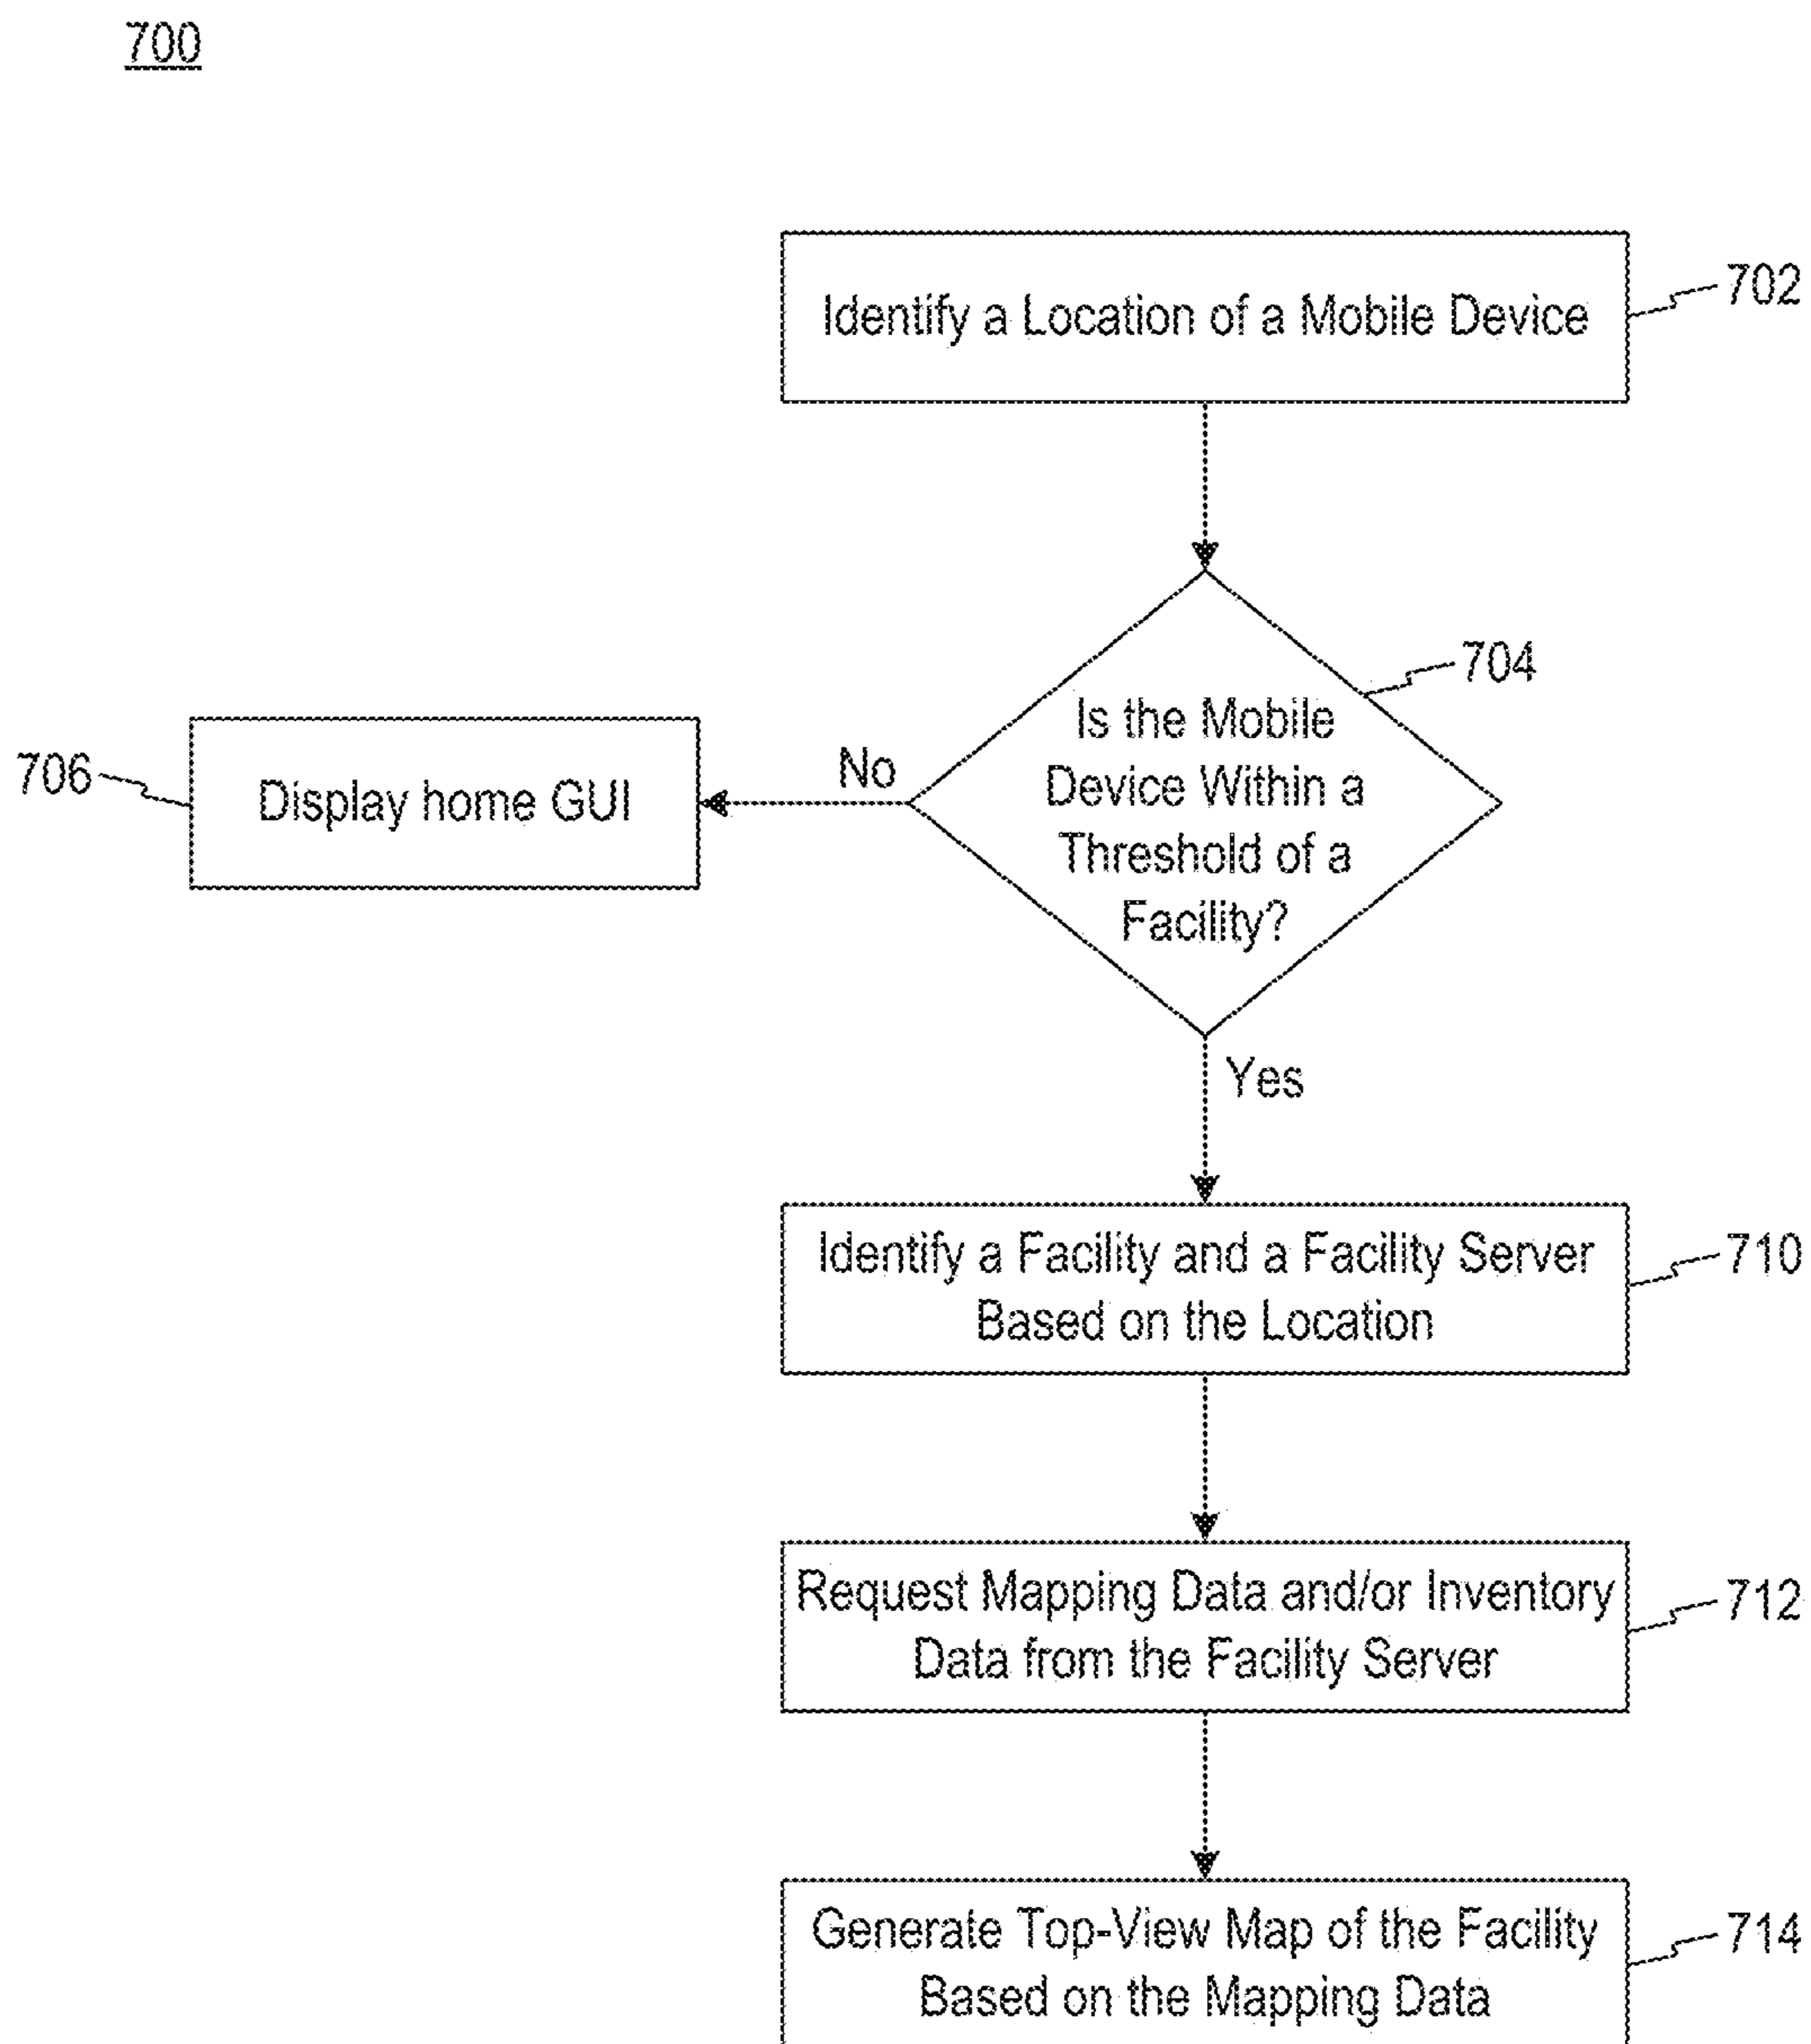 700
Identify a Location of a Mobile Device
702
704
Is the Mobile
Device Within a
Threshold of a
Facility?
No
706
Display home GUI
Yes
Identify a Facility and a Facility Server
Based on the Location
710
Request Mapping Data and/or Inventory
Data from the Facility Server
712
Generate Top-View Map of the Facility
Based on the Mapping Data
714